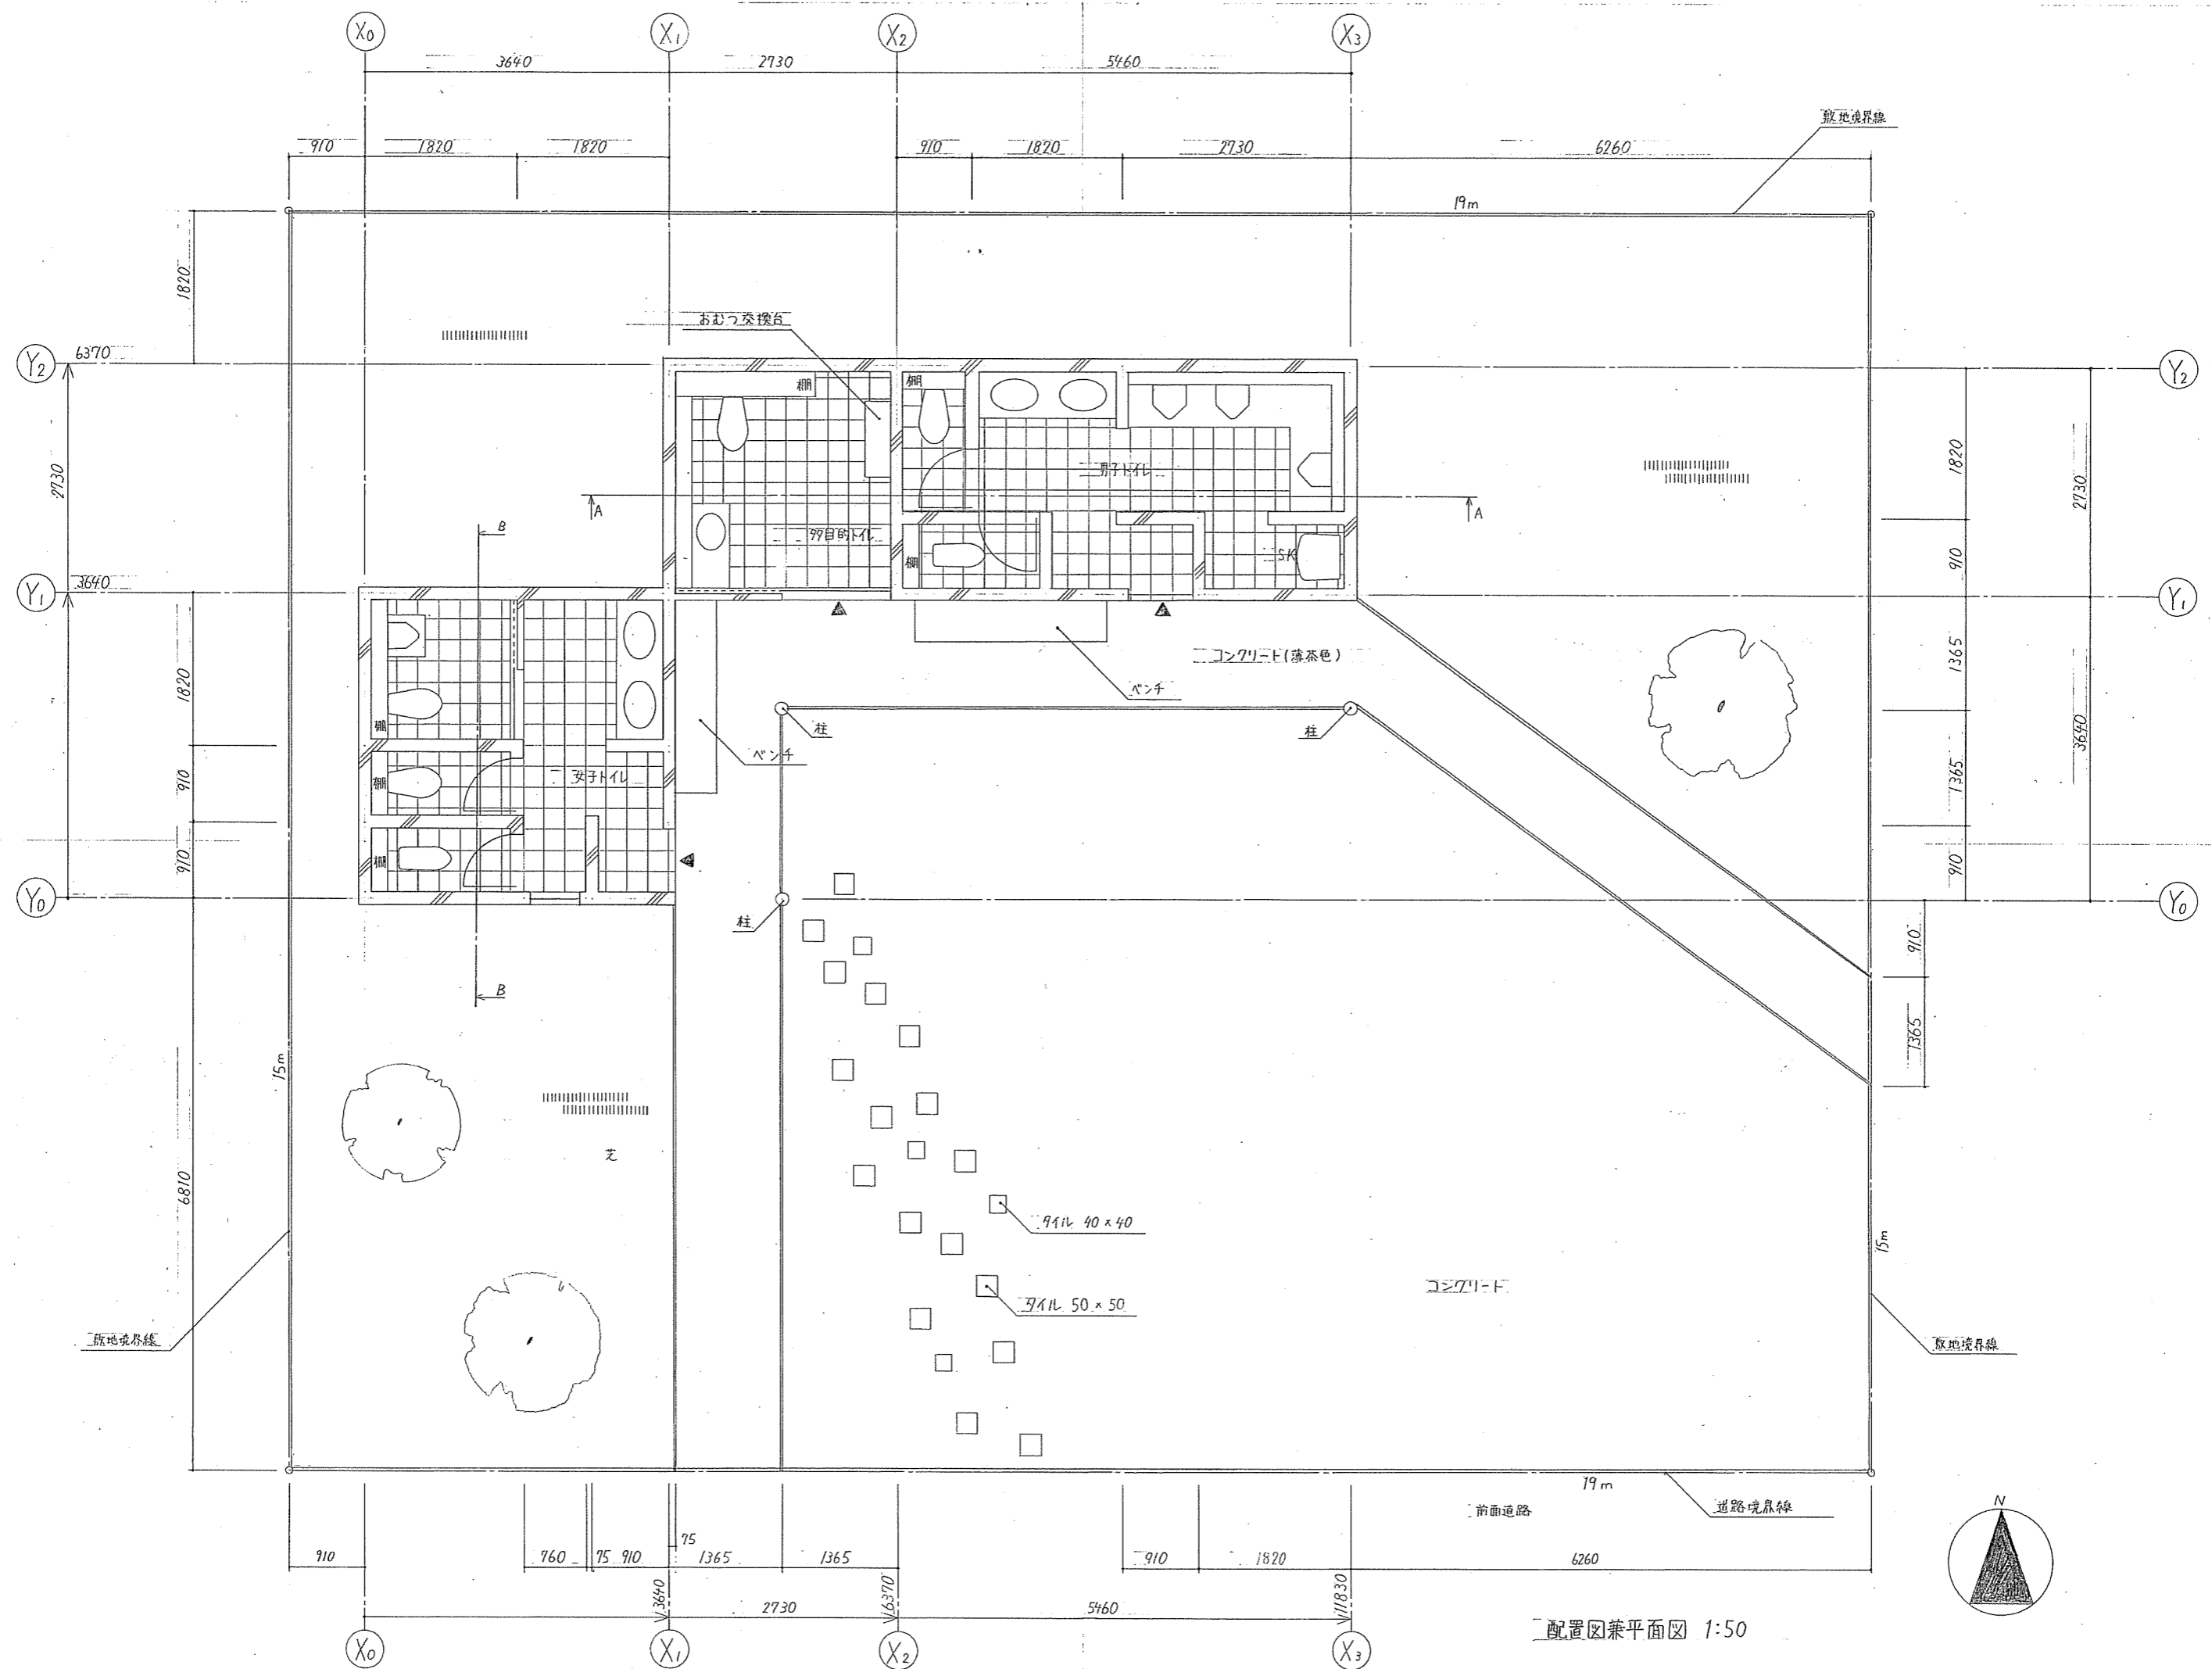 X0 X1 X2 X3
3640 2730 5460
敷地境界線
910 1820 1820 910 1820 2730 6260
19m
1820
おむつ交換台
Y2 6370 Y2
棚 棚
2730
男子トイレ
1820
2730
A A
B
多目的トイレ
棚
SK
910
Y1 3640 Y1
コンクリート(薄茶色)
1365
ベンチ
1820
棚
柱 柱
3640
ベンチ
910
棚
女子トイレ
1365
910
棚
910
Y0 Y0
柱
910
B
1365
15m
芝
6810
タイル 40×40
15m
コンクリート
タイル 50×50
敷地境界線
敷地境界線
19m
前面道路
道路境界線
N
75
910 760 75 910 1365 1365 910 1820 6260
3640 6370 11830
2730 5460
配置図兼平面図 1:50
X0 X1 X2 X3